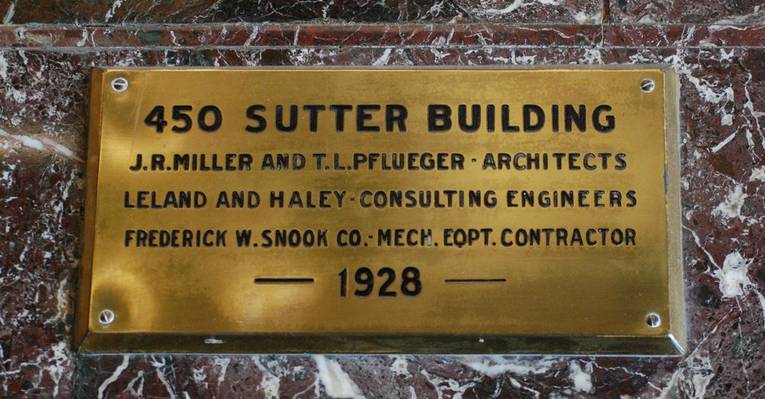 450 SUTTER BUILDING
J.R.MILLER AND T.L.PFLUEGER · ARCHITECTS
LELAND AND HALEY · CONSULTING ENGINEERS
FREDERICK W. SNOOK CO. - MECH. EQPT. CONTRACTOR
— 1928 —